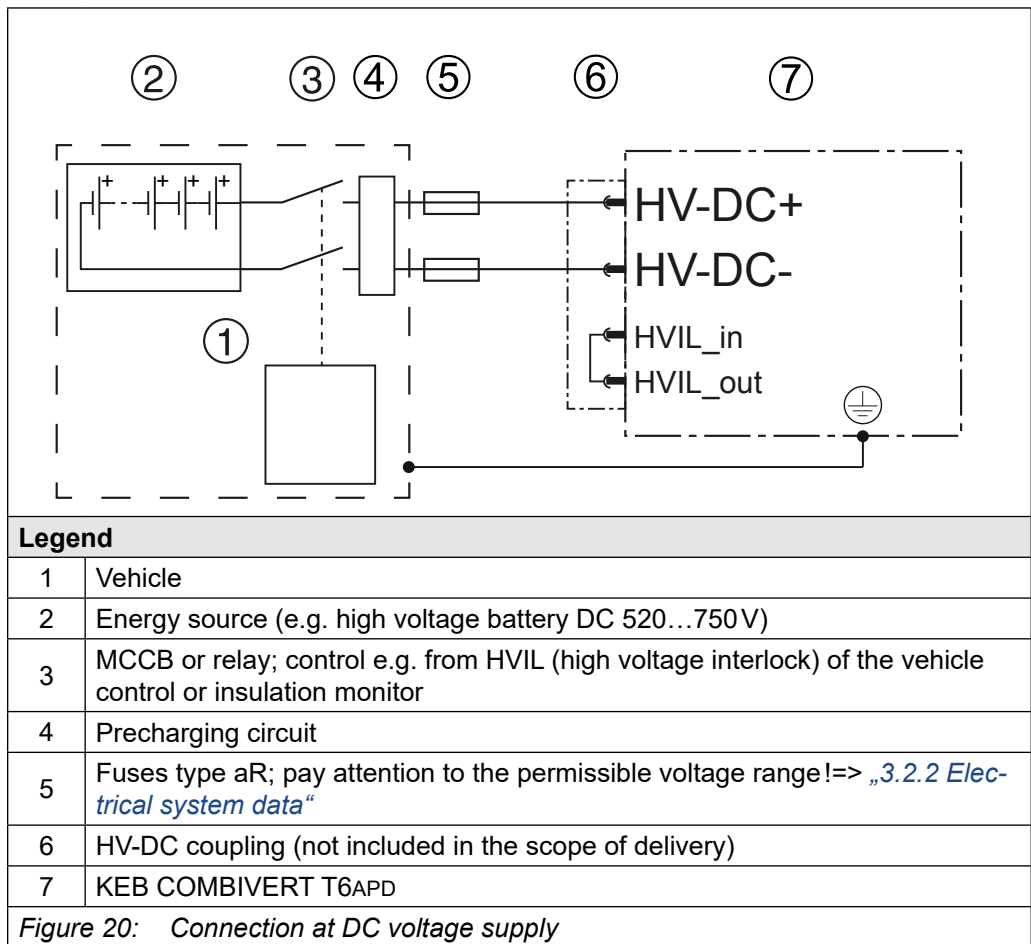 ② ③ ④ ⑤ ⑥ ⑦
+ + + +
HV-DC+
HV-DC-
①
HVIL_in
HVIL_out
Legend
1 Vehicle
2 Energy source (e.g. high voltage battery DC 520…750 V)
3 MCCB or relay; control e.g. from HVIL (high voltage interlock) of the vehicle
control or insulation monitor
4 Precharging circuit
5 Fuses type aR; pay attention to the permissible voltage range!=> „3.2.2 Elec-
trical system data“
6 HV-DC coupling (not included in the scope of delivery)
7 KEB COMBIVERT T6APD
Figure 20: Connection at DC voltage supply